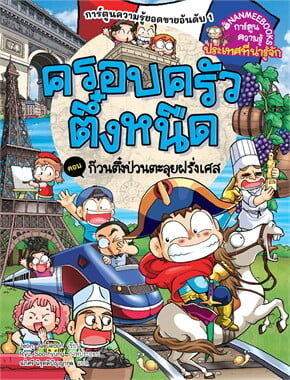 การ์ตูนความรู้ยอดขายอันดับ 1
NANMEEBOOKS
การ์ตูน
ความรู้
ประเทศที่น่ารู้จัก
ครอบครัว
ตึ๋งหนืด
ตอน ก๊วนตึ๋งป่วนตะลุยฝรั่งเศส